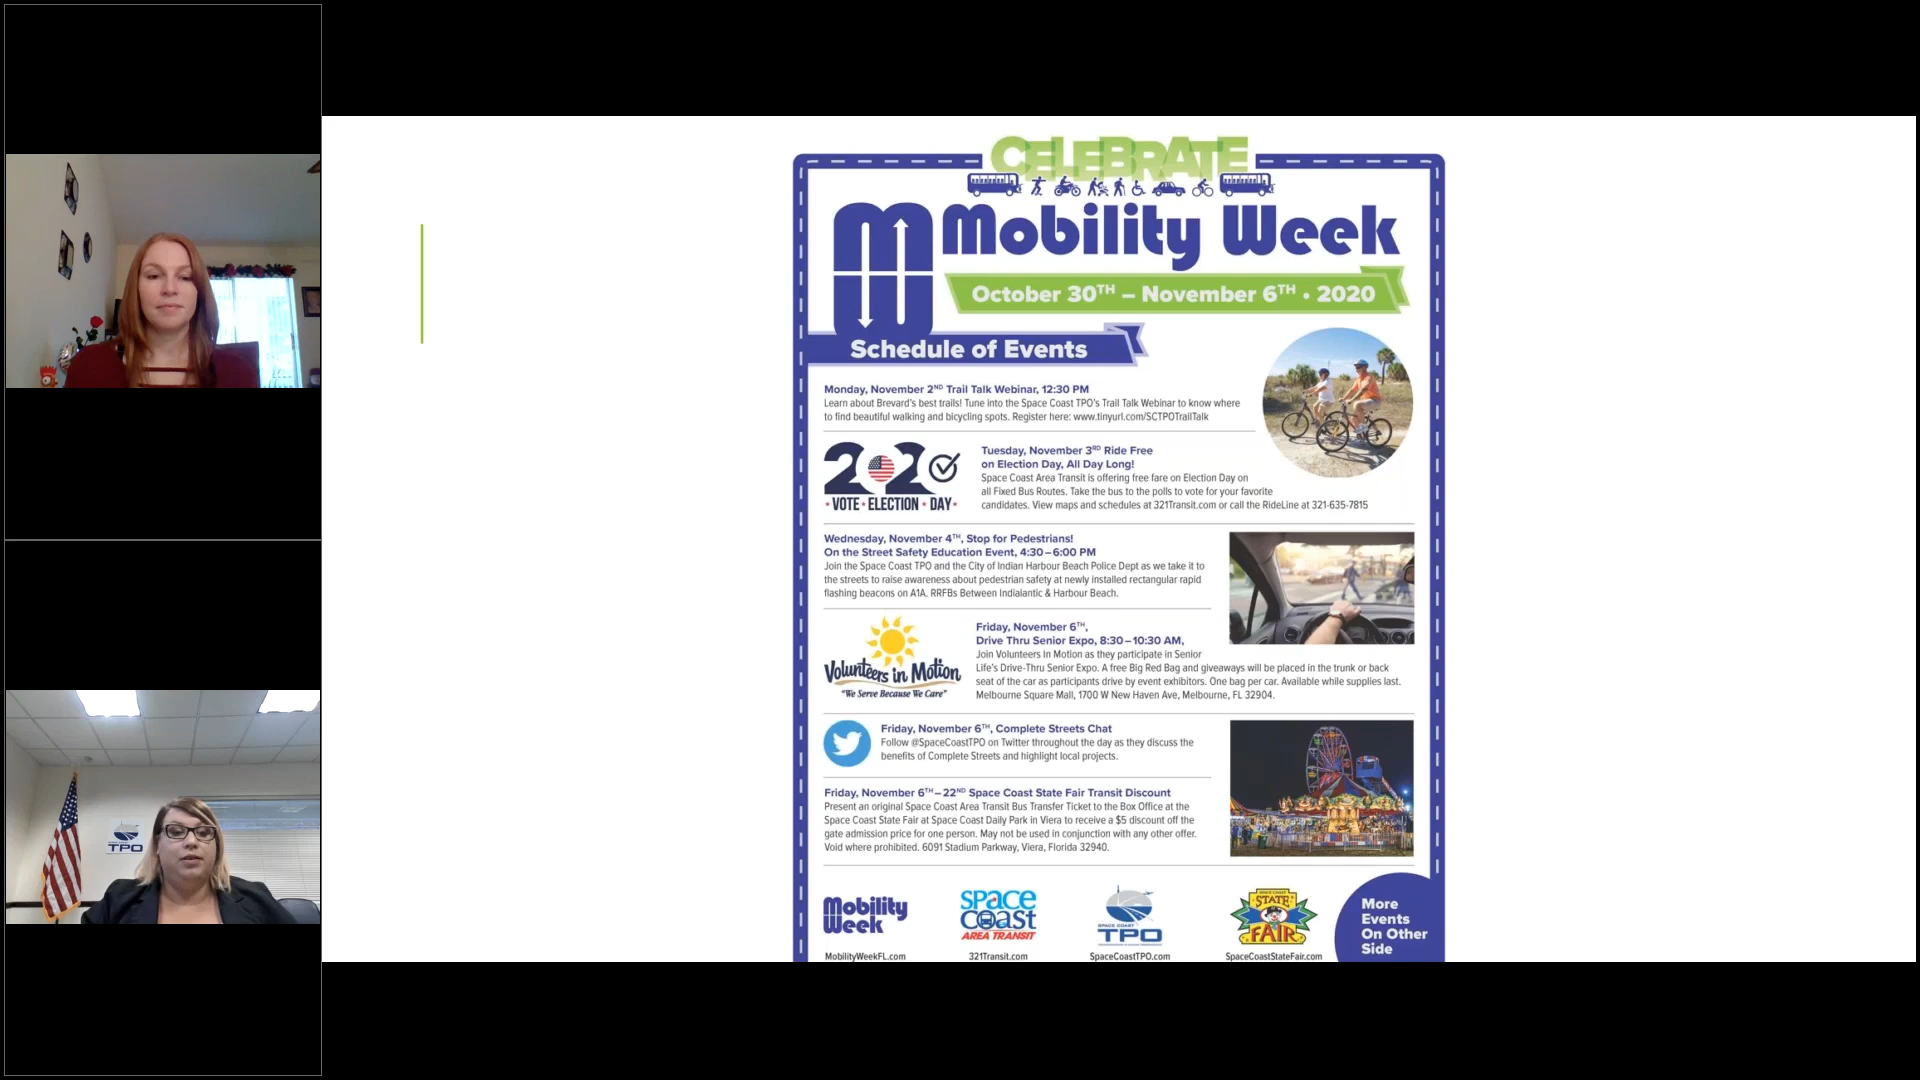 CELEBRATE
Mobility Week
October 30TH – November 6TH • 2020
Schedule of Events
Monday, November 2ND Trail Talk Webinar, 12:30 PM
Learn about Brevard's best trails! Tune into the Space Coast TPO's Trail Talk Webinar to know where
to find beautiful walking and bicycling spots. Register here: www.tinyurl.com/SCTPOTrailTalk
2020
• VOTE • ELECTION • DAY •
Tuesday, November 3RD Ride Free
on Election Day, All Day Long!
Space Coast Area Transit is offering free fare on Election Day on
all Fixed Bus Routes. Take the bus to the polls to vote for your favorite
candidates. View maps and schedules at 321Transit.com or call the RideLine at 321-635-7815
Wednesday, November 4TH, Stop for Pedestrians!
On the Street Safety Education Event, 4:30–6:00 PM
Join the Space Coast TPO and the City of Indian Harbour Beach Police Dept as we take it to
the streets to raise awareness about pedestrian safety at newly installed rectangular rapid
flashing beacons on A1A. RRFBs Between Indialantic & Harbour Beach.
Volunteers in Motion
"We Serve Because We Care"
Friday, November 6TH,
Drive Thru Senior Expo, 8:30–10:30 AM,
Join Volunteers In Motion as they participate in Senior
Life's Drive-Thru Senior Expo. A free Big Red Bag and giveaways will be placed in the trunk or back
seat of the car as participants drive by event exhibitors. One bag per car. Available while supplies last.
Melbourne Square Mall, 1700 W New Haven Ave, Melbourne, FL 32904.
Friday, November 6TH, Complete Streets Chat
Follow @SpaceCoastTPO on Twitter throughout the day as they discuss the
benefits of Complete Streets and highlight local projects.
Friday, November 6TH–22ND Space Coast State Fair Transit Discount
Present an original Space Coast Area Transit Bus Transfer Ticket to the Box Office at the
Space Coast State Fair at Space Coast Daily Park in Viera to receive a $5 discount off the
gate admission price for one person. May not be used in conjunction with any other offer.
Void where prohibited. 6091 Stadium Parkway, Viera, Florida 32940.
Mobility
Week
MobilityWeekFL.com
SPACE
COAST
AREA TRANSIT
321Transit.com
SPACE COAST
TPO
SpaceCoastTPO.com
SPACE COAST
STATE
FAIR
SpaceCoastStateFair.com
More
Events
On Other
Side
TPO